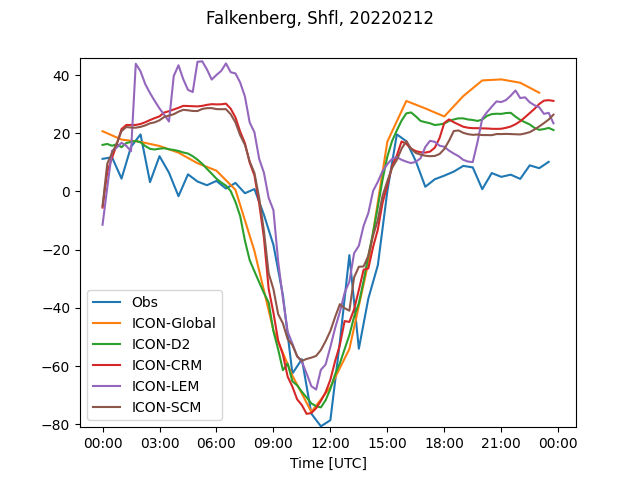 Falkenberg, Shfl, 20220212
40
20
0
−20
−40
−60
−80
Obs
ICON-Global
ICON-D2
ICON-CRM
ICON-LEM
ICON-SCM
00:00 03:00 06:00 09:00 12:00 15:00 18:00 21:00 00:00
Time [UTC]